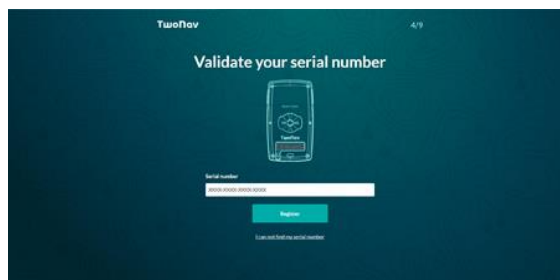 TwoNav
4/9
Validate your serial number
TwoNav
Serial number
XXXXX-XXXXX-XXXXX-XXXXX
Register
I can not find my serial number